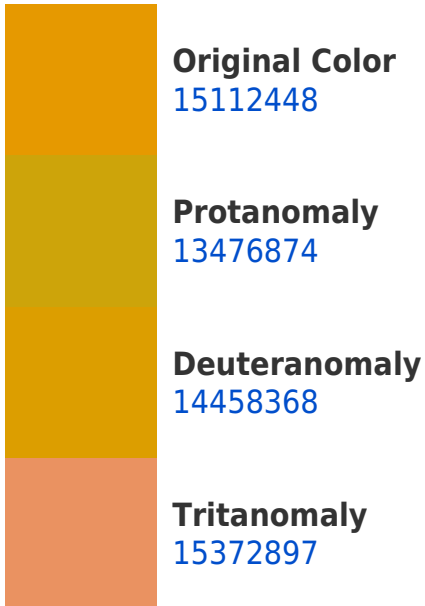 Original Color
15112448
Protanomaly
13476874
Deuteranomaly
14458368
Tritanomaly
15372897